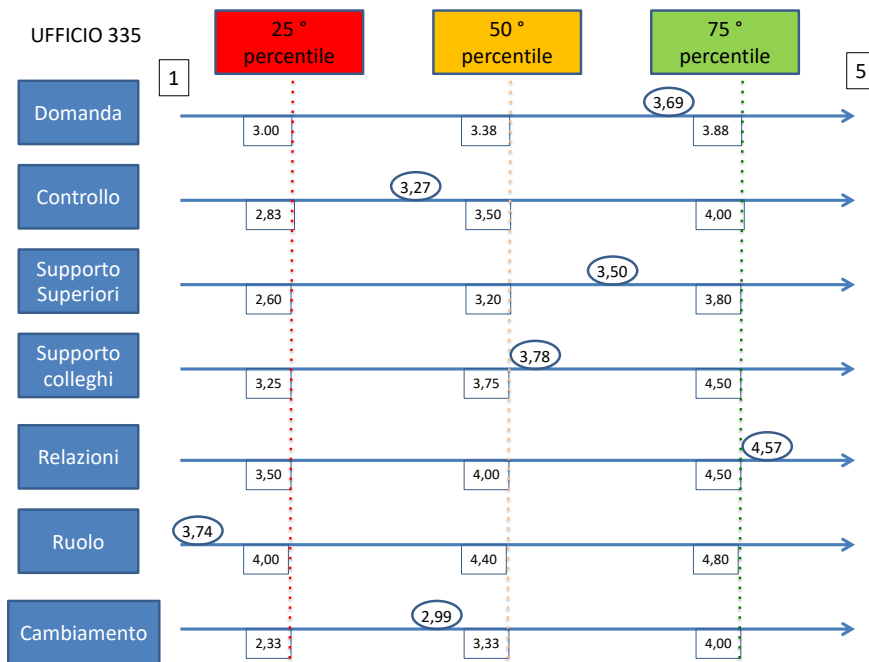 UFFICIO 335
25 °
percentile
50 °
percentile
75 °
percentile
1
5
Domanda
3,69
3.00
3.38
3.88
Controllo
3,27
2,83
3,50
4,00
Supporto
Superiori
3,50
2,60
3,20
3,80
Supporto
colleghi
3,78
3,25
3,75
4,50
Relazioni
4,57
3,50
4,00
4,50
Ruolo
3,74
4,00
4,40
4,80
Cambiamento
2,99
2,33
3,33
4,00